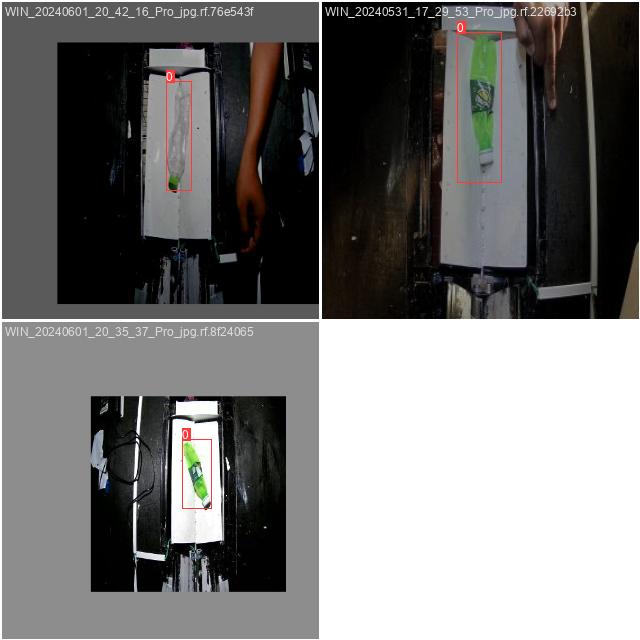 WIN_20240601_20_42_16_Pro_jpg.rf.76e543f
0
WIN_20240531_17_29_53_Pro_jpg.rf.22692b3
0
WIN_20240601_20_35_37_Pro_jpg.rf.8f24065
0